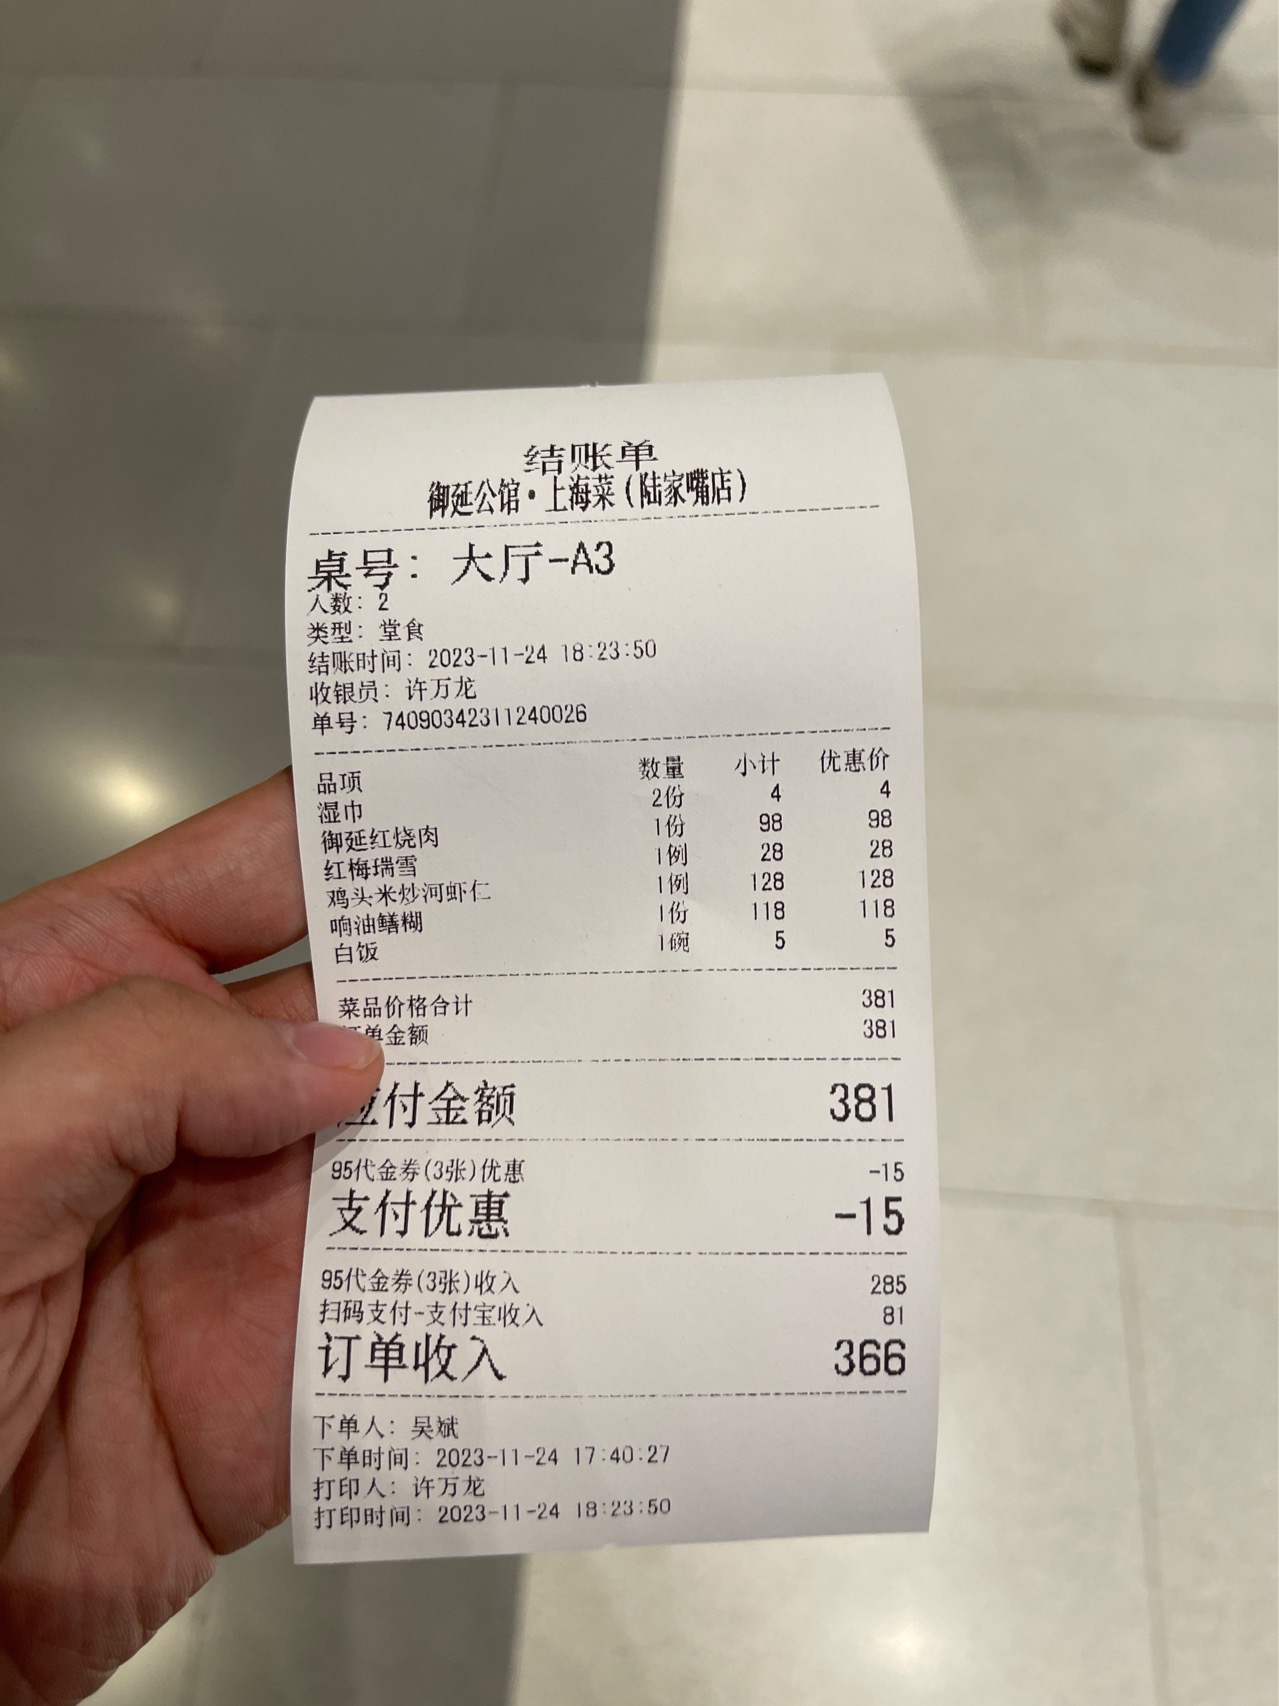 结账单
御延公馆·上海菜(陆家嘴店)
桌号: 大厅-A3
人数: 2
类型: 堂食
结账时间: 2023-11-24 18:23:50
收银员: 许万龙
单号: 74090342311240026
品项 数量 小计 优惠价
湿巾 2份 4 4
御延红烧肉 1份 98 98
红梅瑞雪 1例 28 28
鸡头米炒河虾仁 1例 128 128
响油鳝糊 1份 118 118
白饭 1碗 5 5
菜品价格合计 381
订单金额 381
应付金额 381
95代金券(3张)优惠 -15
支付优惠 -15
95代金券(3张)收入 285
扫码支付-支付宝收入 81
订单收入 366
下单人: 吴斌
下单时间: 2023-11-24 17:40:27
打印人: 许万龙
打印时间: 2023-11-24 18:23:50